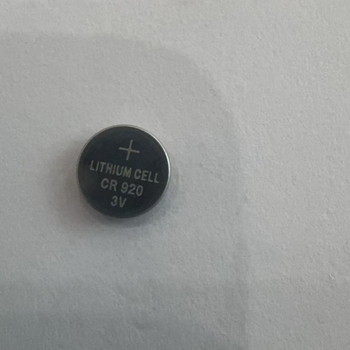 +
LITHIUM CELL
CR 920
3V